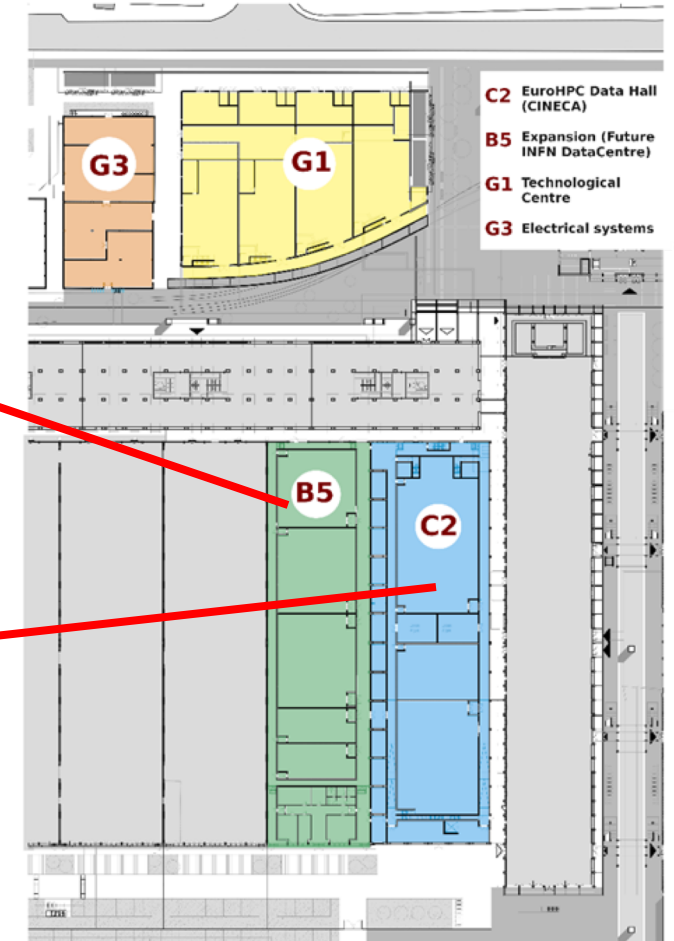 C2 EuroHPC Data Hall
(CINECA)
B5 Expansion (Future
INFN DataCentre)
G1 Technological
Centre
G3 Electrical systems
G3
G1
B5
C2